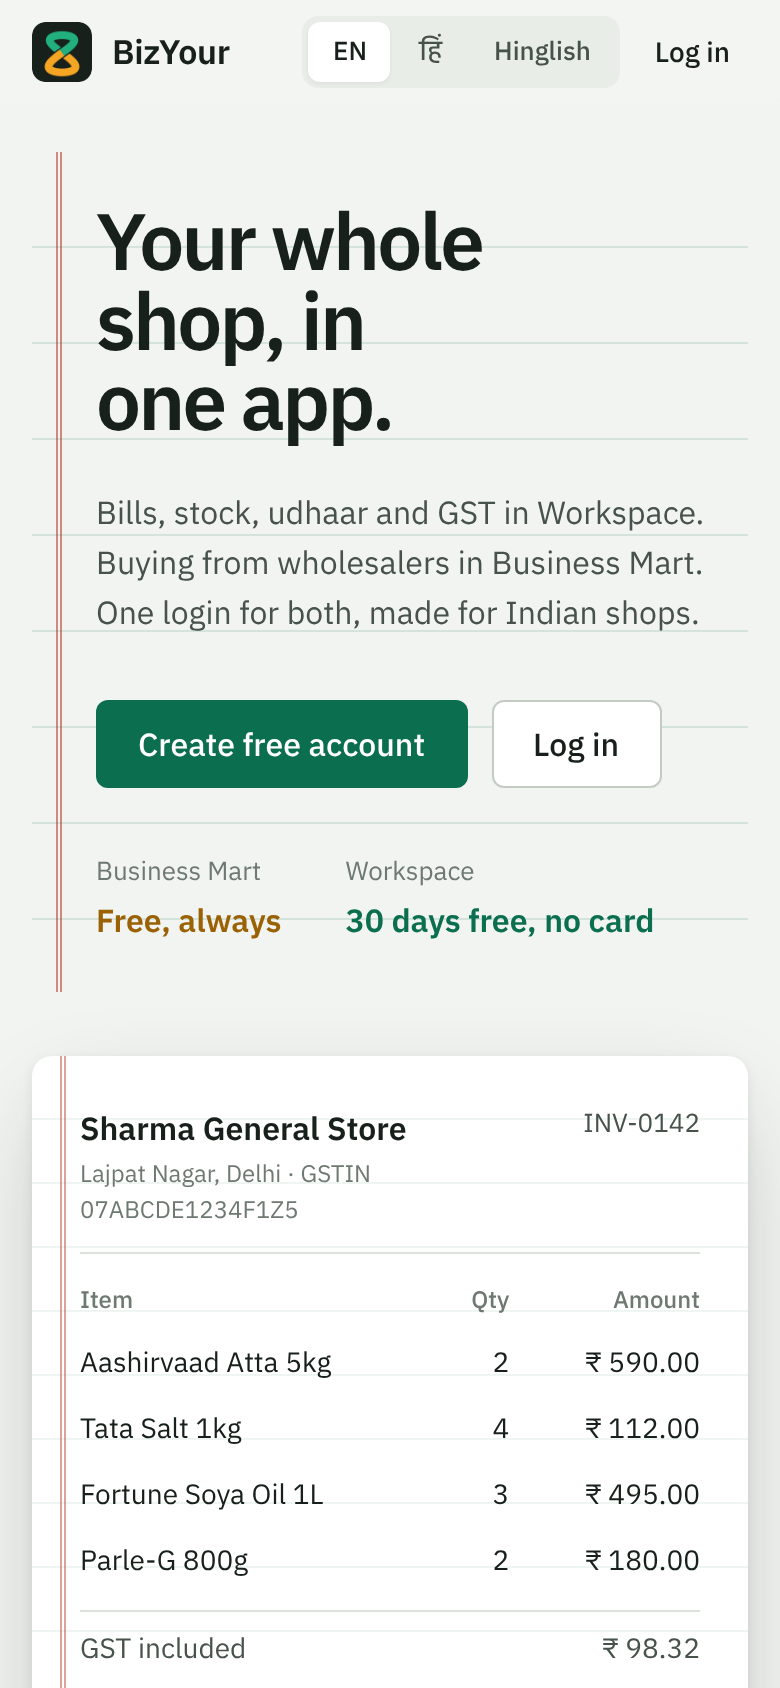 BizYour
EN हिं Hinglish Log in
Your whole
shop, in
one app.
Bills, stock, udhaar and GST in Workspace.
Buying from wholesalers in Business Mart.
One login for both, made for Indian shops.
Create free account Log in
Business Mart Workspace
Free, always 30 days free, no card
Sharma General Store INV-0142
Lajpat Nagar, Delhi · GSTIN
07ABCDE1234F1Z5
Item Qty Amount
Aashirvaad Atta 5kg 2 ₹ 590.00
Tata Salt 1kg 4 ₹ 112.00
Fortune Soya Oil 1L 3 ₹ 495.00
Parle-G 800g 2 ₹ 180.00
GST included ₹ 98.32